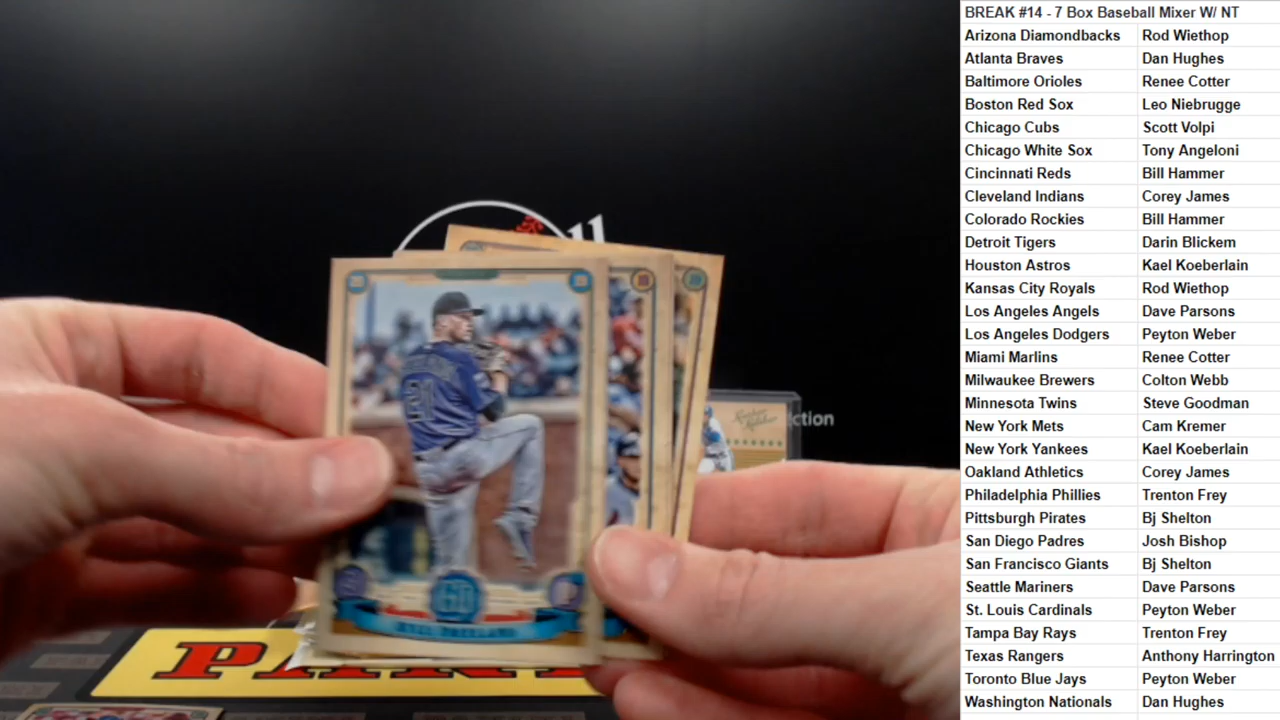 BREAK #14 - 7 Box Baseball Mixer W/ NT
Arizona Diamondbacks Rod Wiethop
Atlanta Braves Dan Hughes
Baltimore Orioles Renee Cotter
Boston Red Sox Leo Niebrugge
Chicago Cubs Scott Volpi
Chicago White Sox Tony Angeloni
Cincinnati Reds Bill Hammer
Cleveland Indians Corey James
Colorado Rockies Bill Hammer
Detroit Tigers Darin Blickem
Houston Astros Kael Koeberlain
Kansas City Royals Rod Wiethop
Los Angeles Angels Dave Parsons
Los Angeles Dodgers Peyton Weber
Miami Marlins Renee Cotter
Milwaukee Brewers Colton Webb
Minnesota Twins Steve Goodman
New York Mets Cam Kremer
New York Yankees Kael Koeberlain
Oakland Athletics Corey James
Philadelphia Phillies Trenton Frey
Pittsburgh Pirates Bj Shelton
San Diego Padres Josh Bishop
San Francisco Giants Bj Shelton
Seattle Mariners Dave Parsons
St. Louis Cardinals Peyton Weber
Tampa Bay Rays Trenton Frey
Texas Rangers Anthony Harrington
Toronto Blue Jays Peyton Weber
Washington Nationals Dan Hughes
21
GQ
ction
PANI